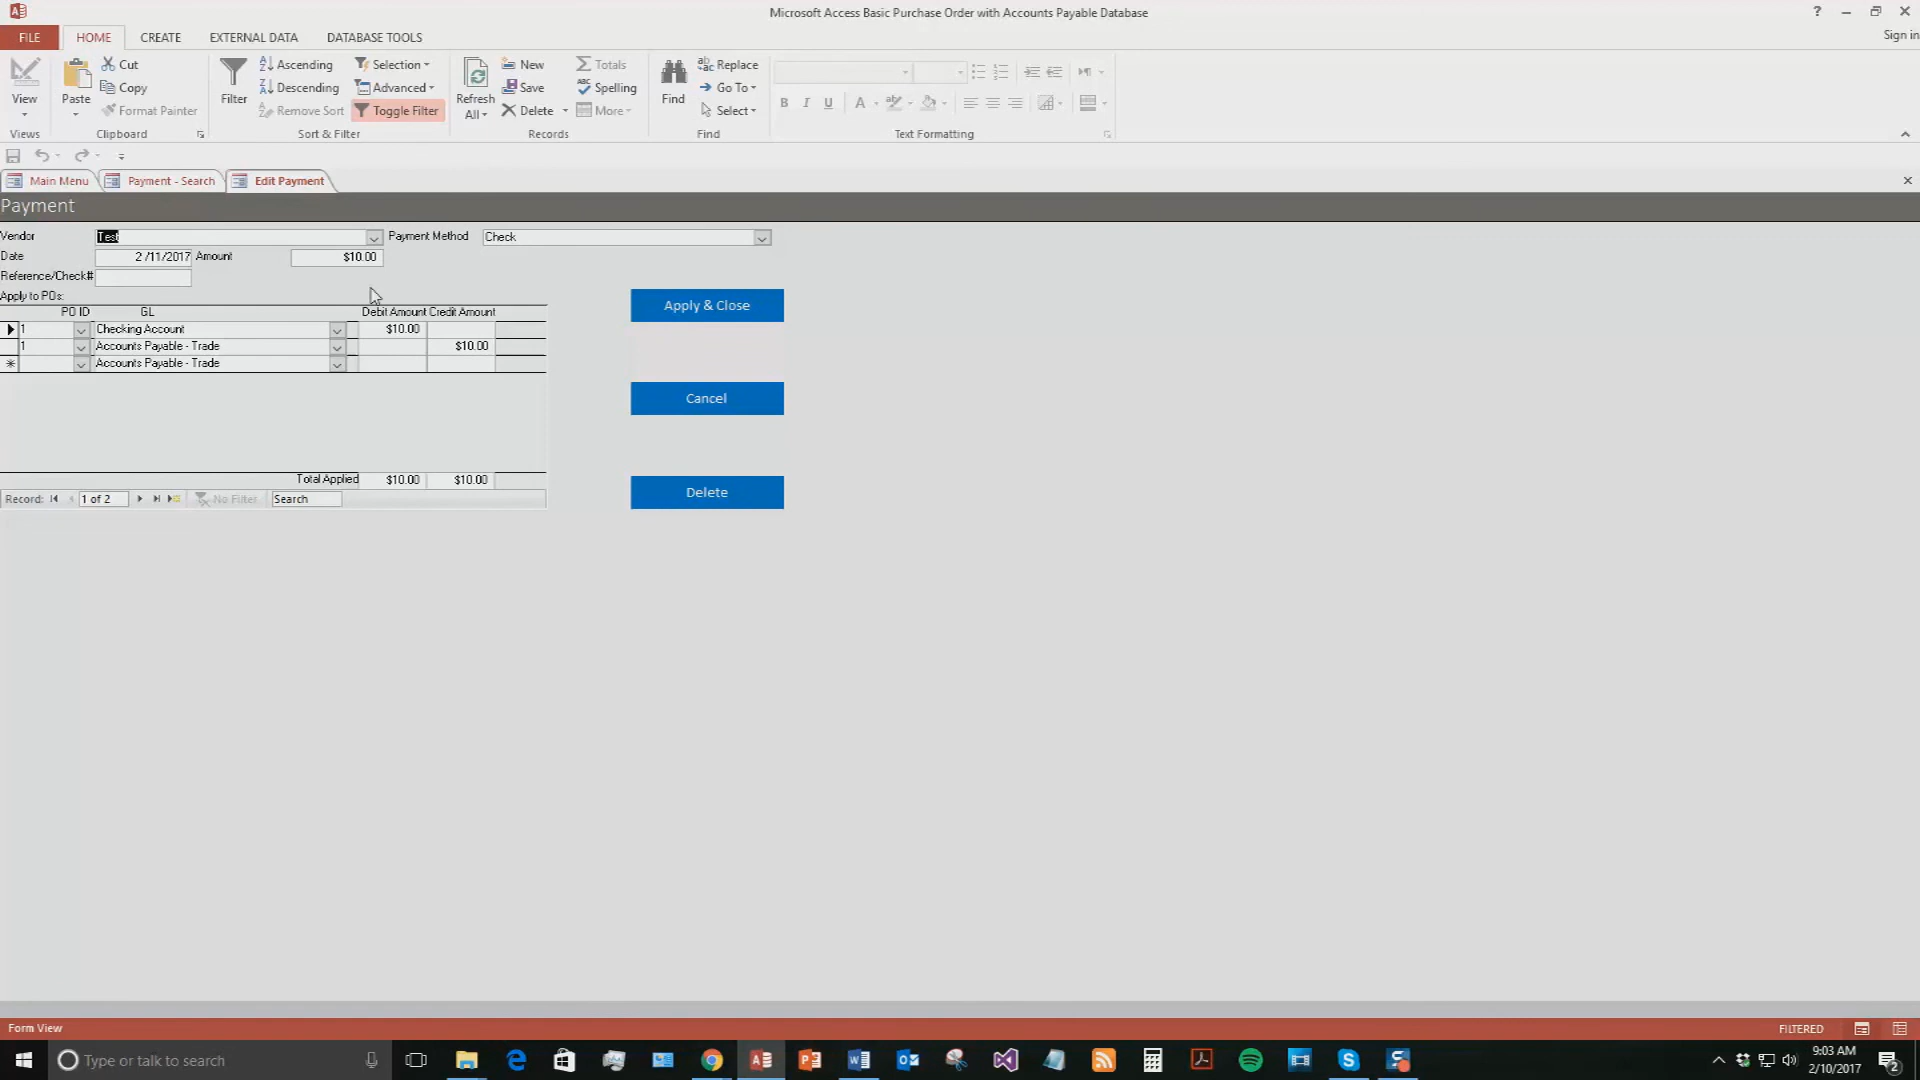 Microsoft Access Basic Purchase Order with Accounts Payable Database
?
FILE HOME CREATE EXTERNAL DATA DATABASE TOOLS
Sign in
View
Views
Paste
Cut
Copy
Format Painter
Clipboard
Filter
Ascending
Descending
Remove Sort
Selection
Advanced
Toggle Filter
Sort & Filter
Refresh
All
New
Save
Delete
Totals
Spelling
More
Records
Find
Replace
Go To
Select
Find
B I U A
Text Formatting
Main Menu Payment - Search Edit Payment
Payment
Vendor Test Payment Method Check
Date 2 /11/2017 Amount $10.00
Reference/Check#
Apply to POs:
PO ID GL Debit Amount Credit Amount
1 Checking Account $10.00
1 Accounts Payable - Trade $10.00
Accounts Payable - Trade
Total Applied $10.00 $10.00
Record: 1 of 2 No Filter Search
Apply & Close
Cancel
Delete
Form View FILTERED
Type or talk to search
9:03 AM
2/10/2017
2